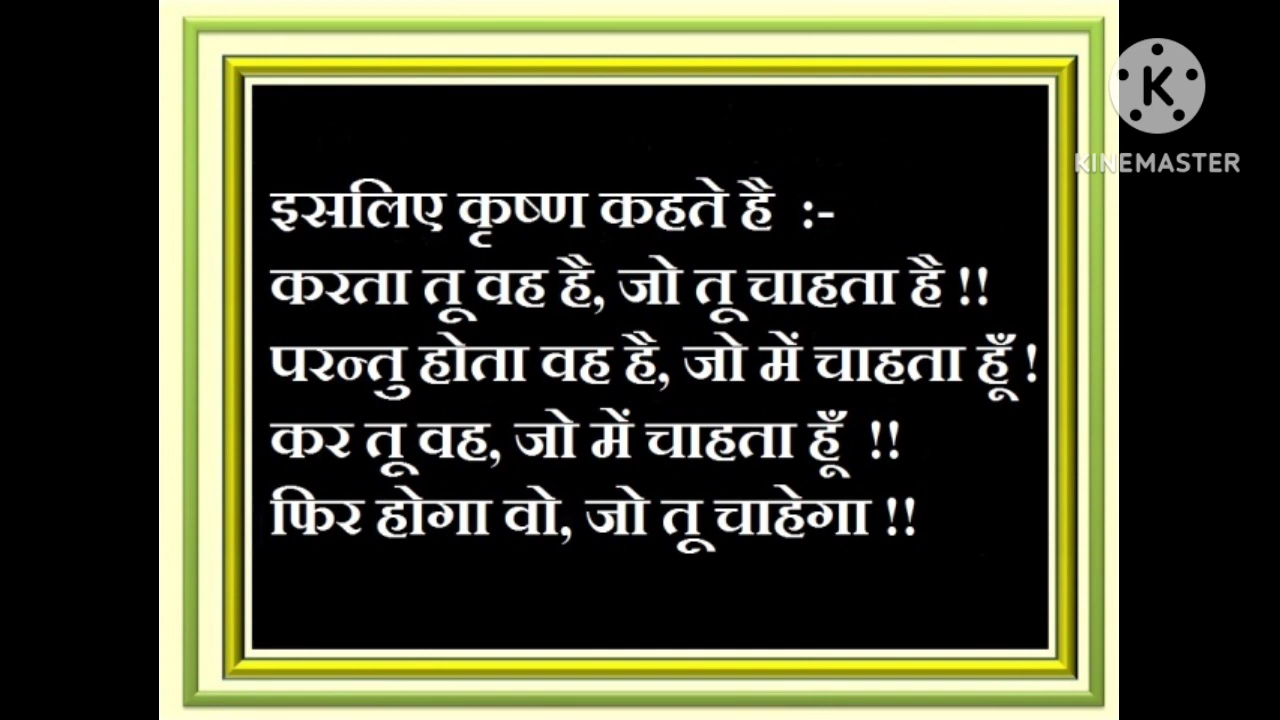 इसलिए कृष्ण कहते है :-
करता तू वह है, जो तू चाहता है !!
परन्तु होता वह है, जो में चाहता हूँ !
कर तू वह, जो में चाहता हूँ !!
फिर होगा वो, जो तू चाहेगा !!
K
KINEMASTER